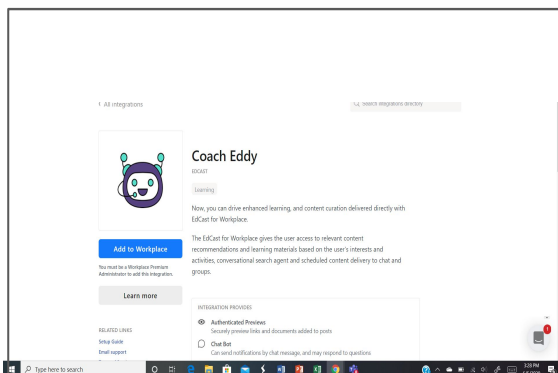 All integrations
Search integrations directory
Coach Eddy
EDCAST
Learning
Now, you can drive enhanced learning, and content curation delivered directly with
EdCast for Workplace.
The EdCast for Workplace gives the user access to relevant content
recommendations and learning materials based on the user's interests and
activities, conversational search agent and scheduled content delivery to chat and
groups.
Add to Workplace
You must be a Workplace Premium
Administrator to add this integration.
Learn more
INTEGRATION PROVIDES
Authenticated Previews
Securely preview links and documents added to posts
Chat Bot
Can send notifications by chat message, and may respond to questions
RELATED LINKS
Setup Guide
Email support
Type here to search
3:28 PM